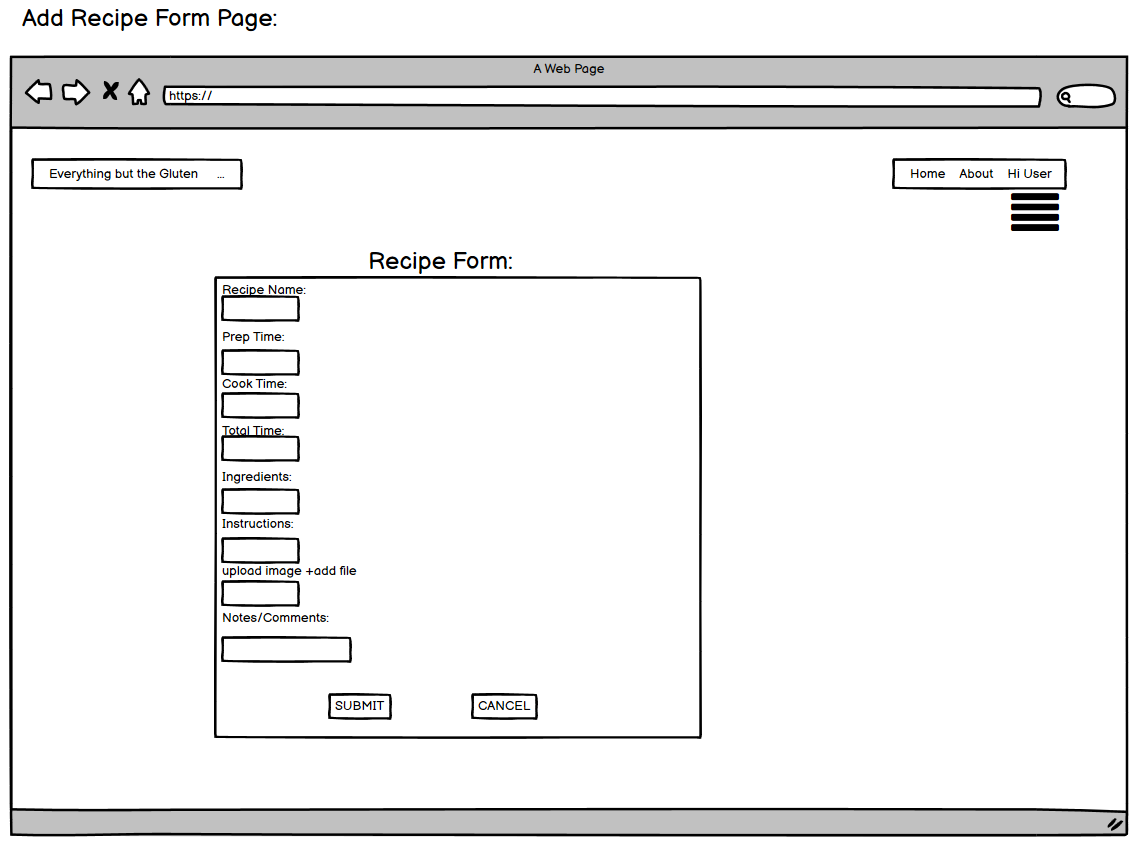 Add Recipe Form Page:
A Web Page
https://
Everything but the Gluten ...
Home About Hi User
Recipe Form:
Recipe Name:
Prep Time:
Cook Time:
Total Time:
Ingredients:
Instructions:
upload image +add file
Notes/Comments:
SUBMIT CANCEL